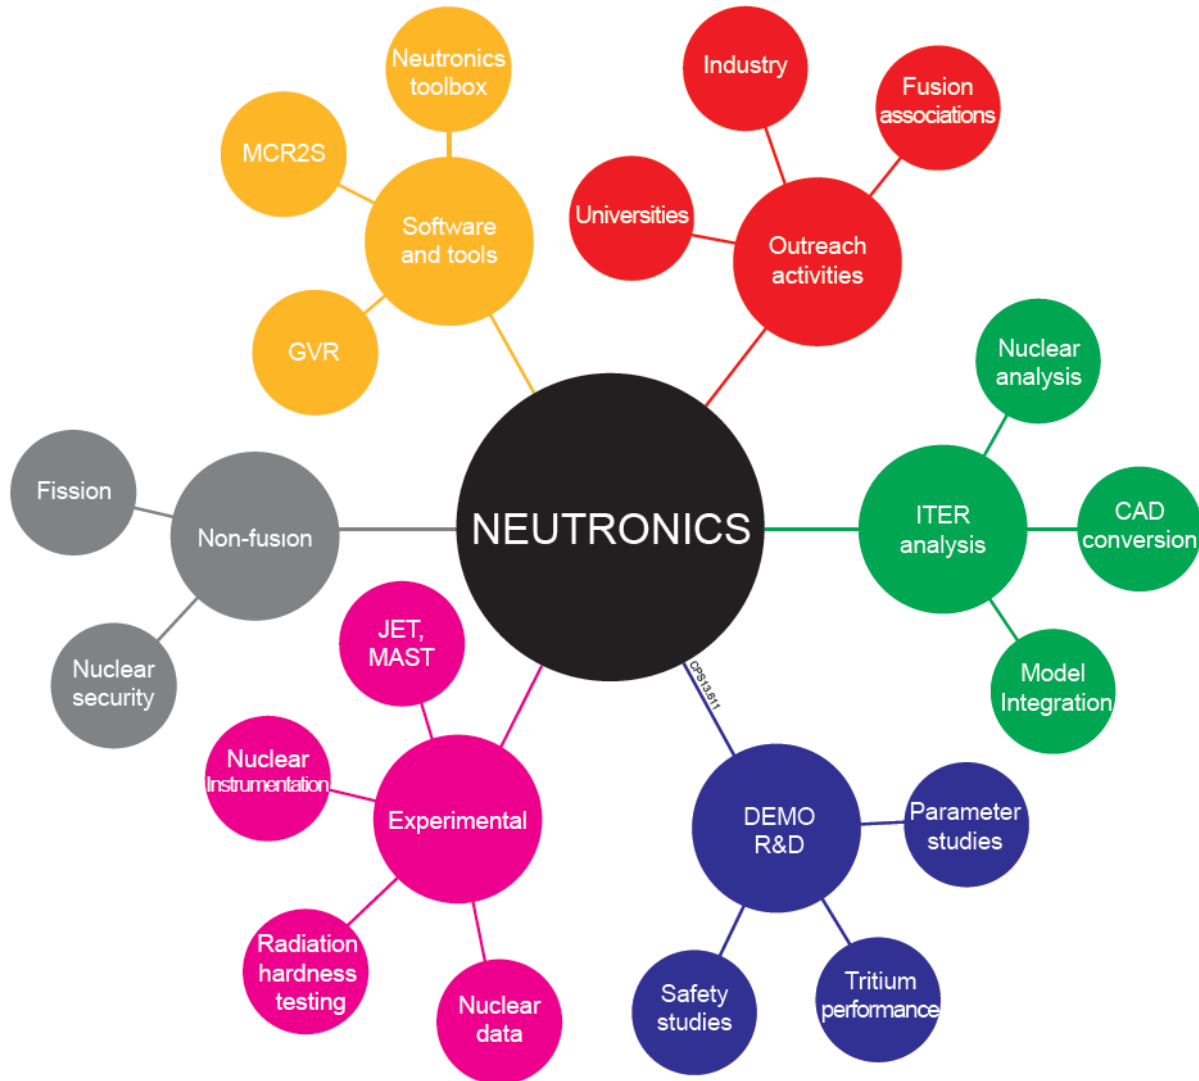 Neutronics
toolbox
MCR2S
Software
and tools
GVR
Industry
Fusion
associations
Universities
Outreach
activities
Nuclear
analysis
ITER
analysis
CAD
conversion
Model
Integration
NEUTRONICS
Fission
Non-fusion
Nuclear
security
JET,
MAST
Nuclear
Instrumentation
Experimental
Radiation
hardness
testing
Nuclear
data
CPS13.611
DEMO
R&D
Parameter
studies
Safety
studies
Tritium
performance